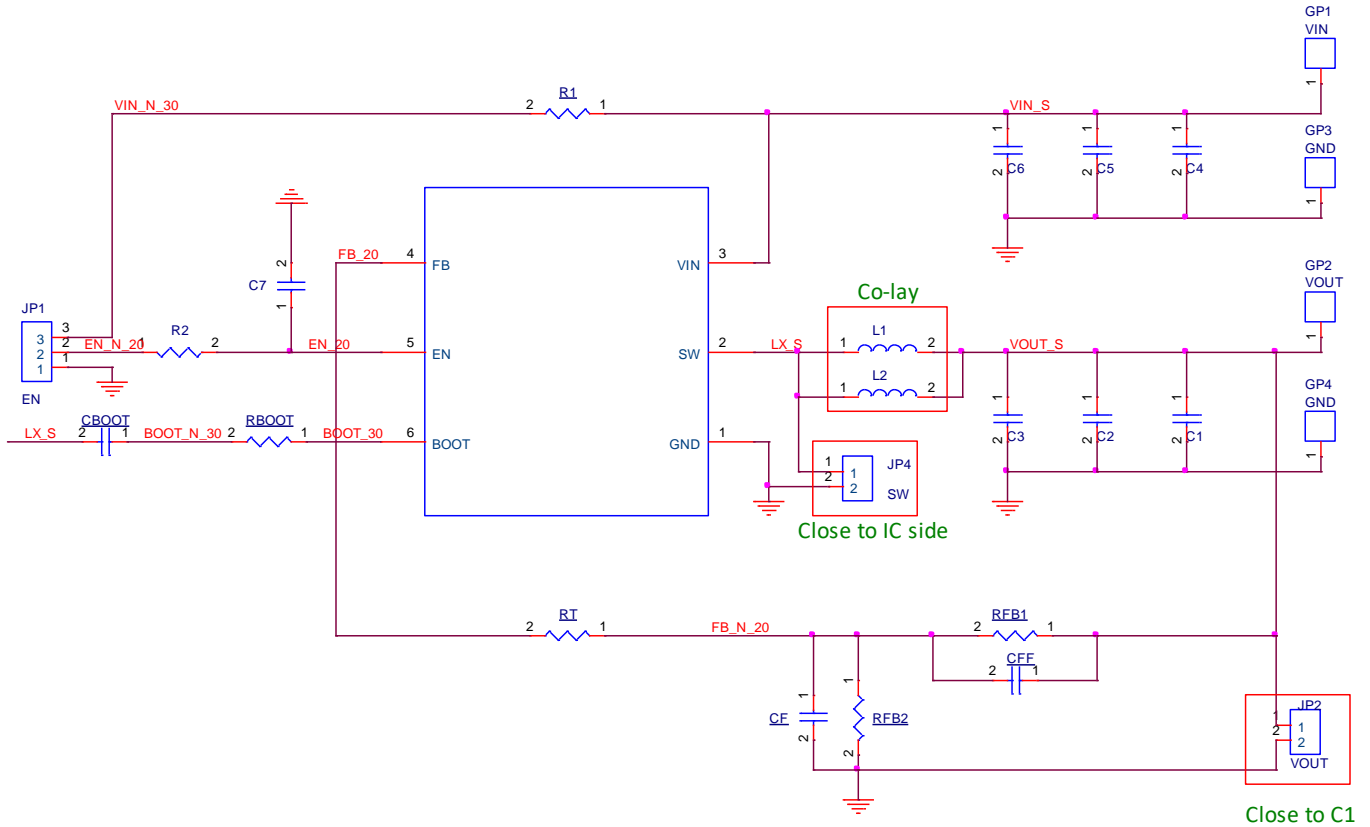 GP1
VIN
1
VIN_N_30
2
R1
1
VIN_S
1
2
C6
1
2
C5
1
2
C4
GP3
GND
1
2
C7
1
FB_20
4
FB
VIN
3
JP1
3
2
1
3
2
1
EN
EN_N_20
1
R2
2
EN_20
5
EN
SW
2
LX_S
Co-lay
1
L1
2
1
L2
2
VOUT_S
GP2
VOUT
1
LX_S
2
CBOOT
1
BOOT_N_30
2
RBOOT
1
BOOT_30
6
BOOT
GND
1
1
2
C3
1
2
C2
1
2
C1
GP4
GND
1
1
2
1
2
JP4
SW
Close to IC side
2
RT
1
FB_N_20
2
RFB1
1
2
CFF
1
1
CF
2
1
RFB2
2
JP2
1
2
1
2
VOUT
Close to C1